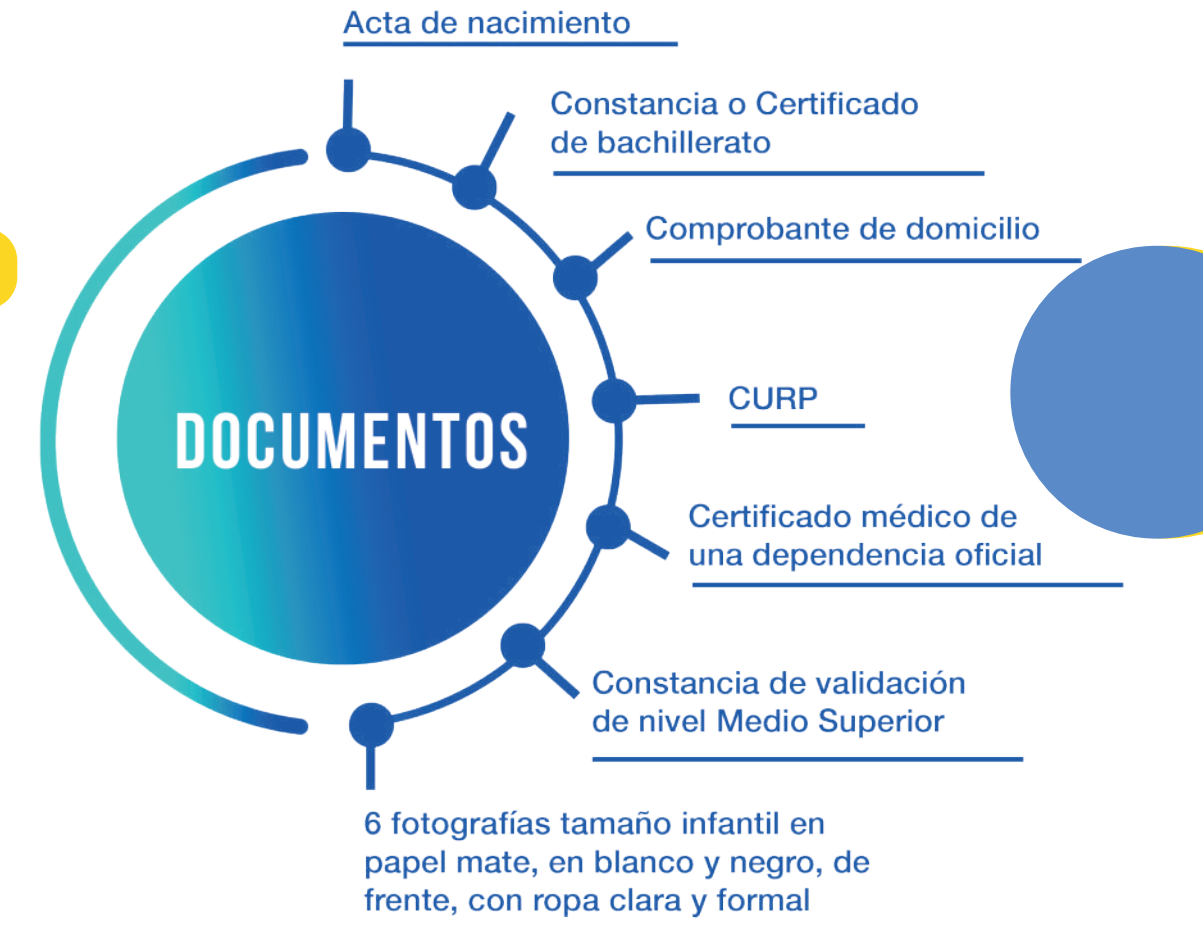 Acta de nacimiento
Constancia o Certificado
de bachillerato
Comprobante de domicilio
CURP
DOCUMENTOS
Certificado médico de
una dependencia oficial
Constancia de validación
de nivel Medio Superior
6 fotografías tamaño infantil en
papel mate, en blanco y negro, de
frente, con ropa clara y formal